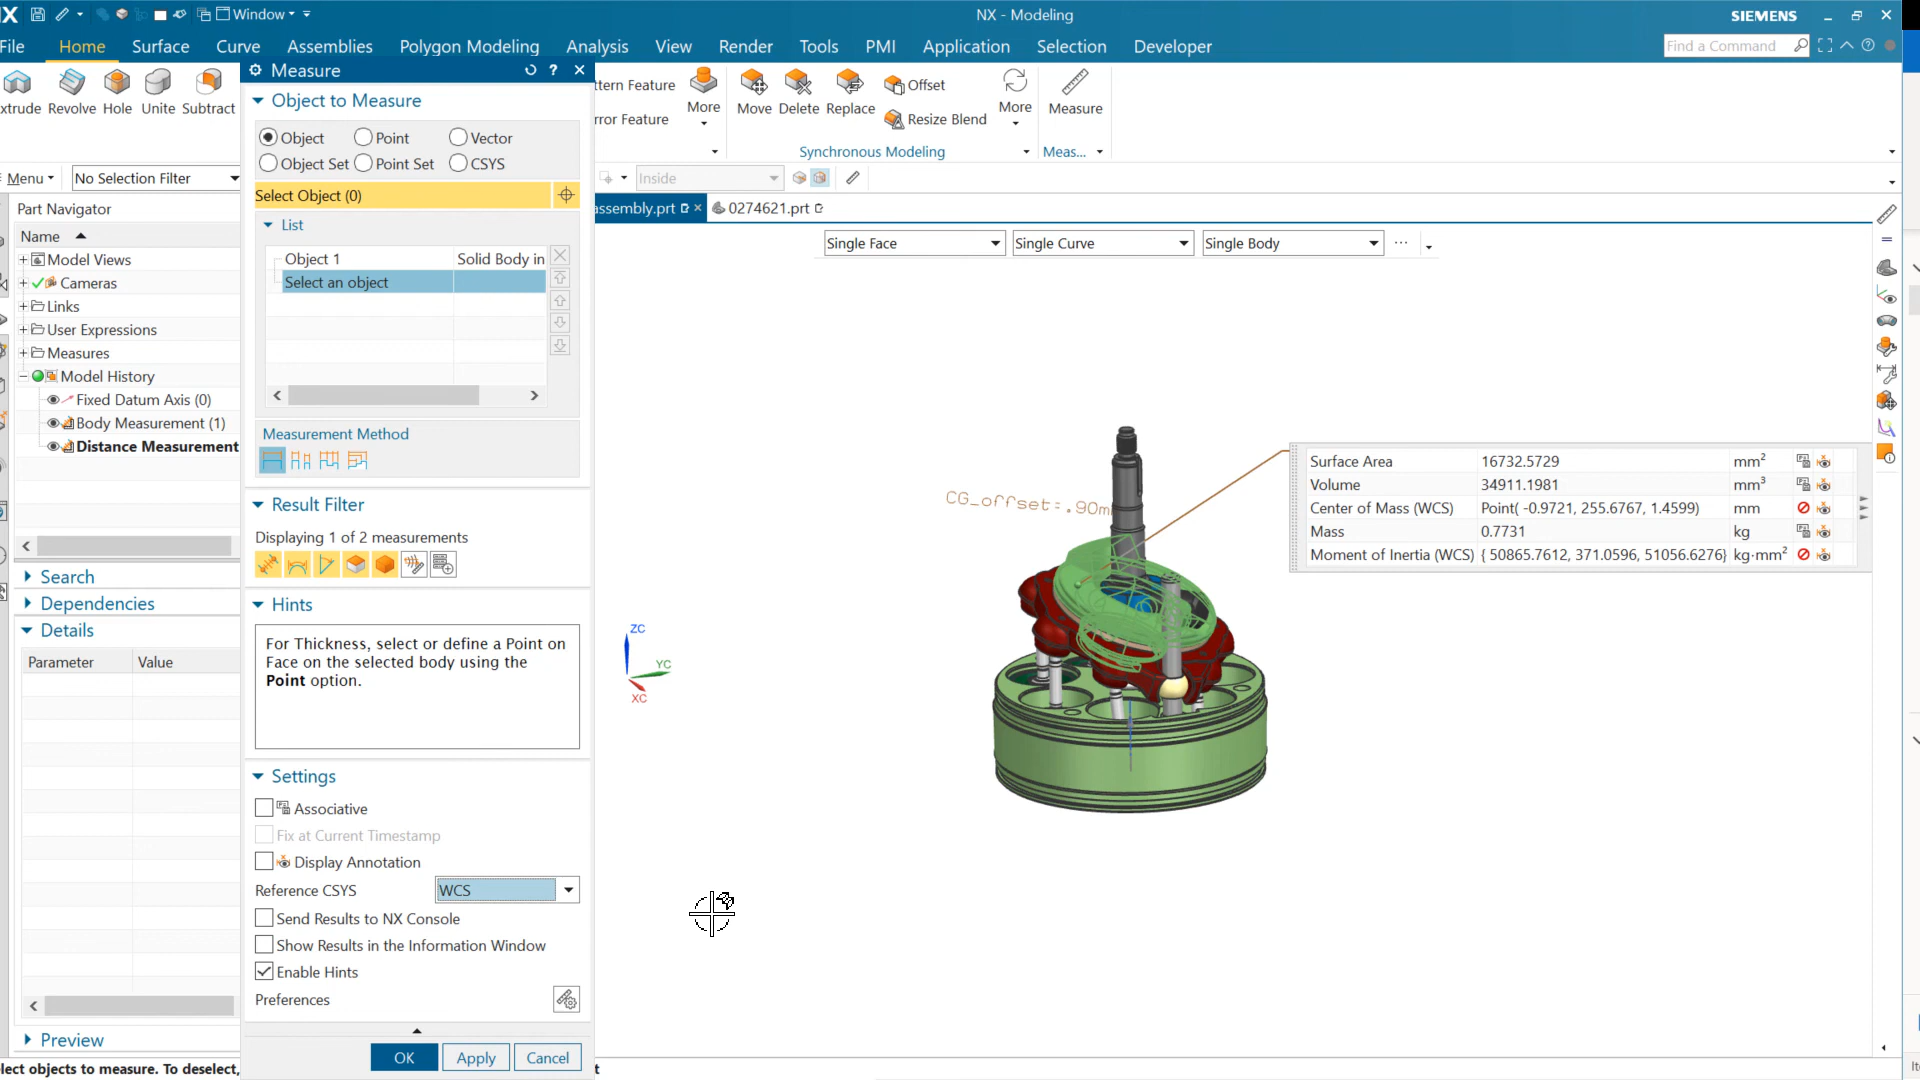 NX
Window
NX - Modeling
SIEMENS
File
Home
Surface
Curve
Assemblies
Polygon Modeling
Analysis
View
Render
Tools
PMI
Application
Selection
Developer
Find a Command
Measure
xtrude
Revolve
Hole
Unite
Subtract
ttern Feature
rror Feature
More
Move
Delete
Replace
Offset
Resize Blend
More
Measure
Synchronous Modeling
Meas...
Menu
No Selection Filter
Inside
Object to Measure
Object
Point
Vector
Object Set
Point Set
CSYS
Select Object (0)
List
Object 1
Solid Body in
Select an object
Measurement Method
Result Filter
Displaying 1 of 2 measurements
Hints
For Thickness, select or define a Point on
Face on the selected body using the
Point option.
Settings
Associative
Fix at Current Timestamp
Display Annotation
Reference CSYS
WCS
Send Results to NX Console
Show Results in the Information Window
Enable Hints
Preferences
OK
Apply
Cancel
Part Navigator
Name
Model Views
Cameras
Links
User Expressions
Measures
Model History
Fixed Datum Axis (0)
Body Measurement (1)
Distance Measurement
Search
Dependencies
Details
Parameter
Value
Preview
lect objects to measure. To deselect,
t
assembly.prt
0274621.prt
Single Face
Single Curve
Single Body
ZC
YC
XC
CG_offset=.90m
Surface Area 16732.5729 mm²
Volume 34911.1981 mm³
Center of Mass (WCS) Point( -0.9721, 255.6767, 1.4599) mm
Mass 0.7731 kg
Moment of Inertia (WCS) { 50865.7612, 371.0596, 51056.6276} kg·mm²